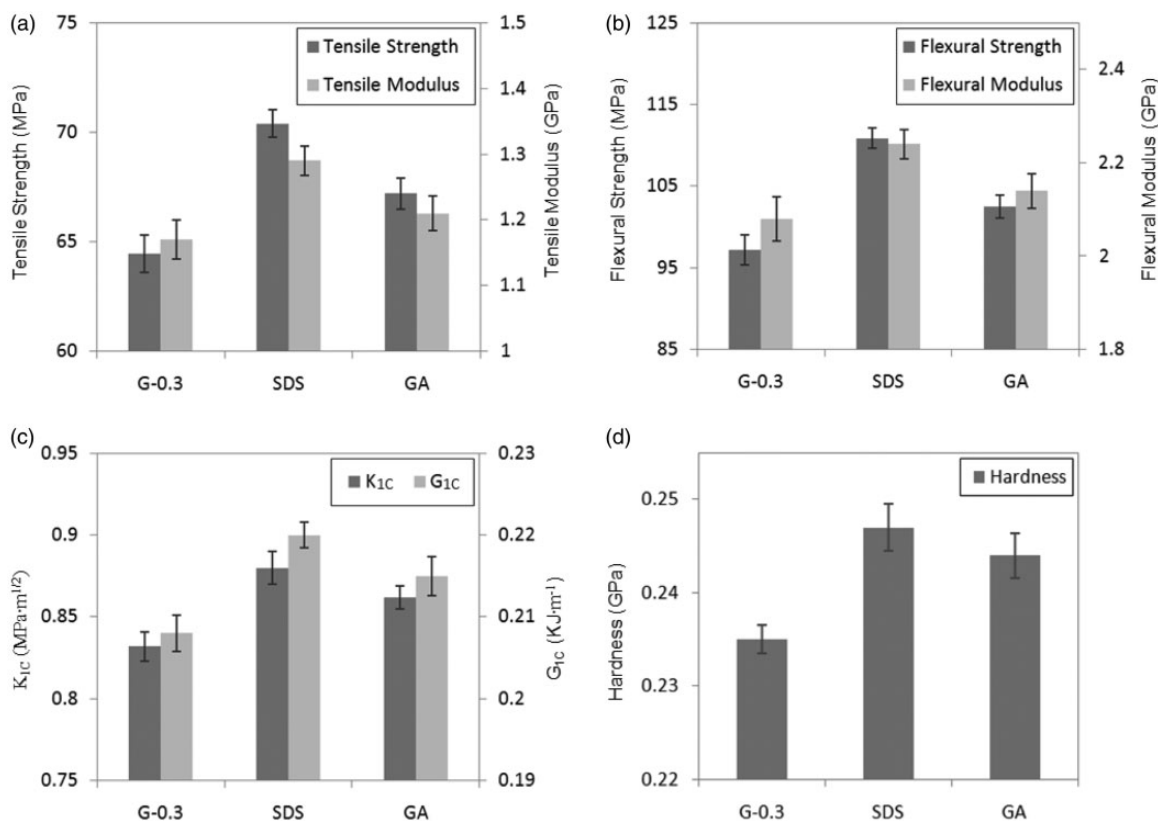 (a)
75
70
65
60
Tensile Strength (MPa)
Tensile Strength
Tensile Modulus
1.5
1.4
1.3
1.2
1.1
1
Tensile Modulus (GPa)
G-0.3 SDS GA
(b)
125
115
105
95
85
Flexural Strength (MPa)
Flexural Strength
Flexural Modulus
2.4
2.2
2
1.8
Flexural Modulus (GPa)
G-0.3 SDS GA
(c)
0.95
0.9
0.85
0.8
0.75
K1C (MPa·m1/2)
K1C G1C
0.23
0.22
0.21
0.2
0.19
G1C (KJ·m-1)
G-0.3 SDS GA
(d)
0.25
0.24
0.23
0.22
Hardness (GPa)
Hardness
G-0.3 SDS GA